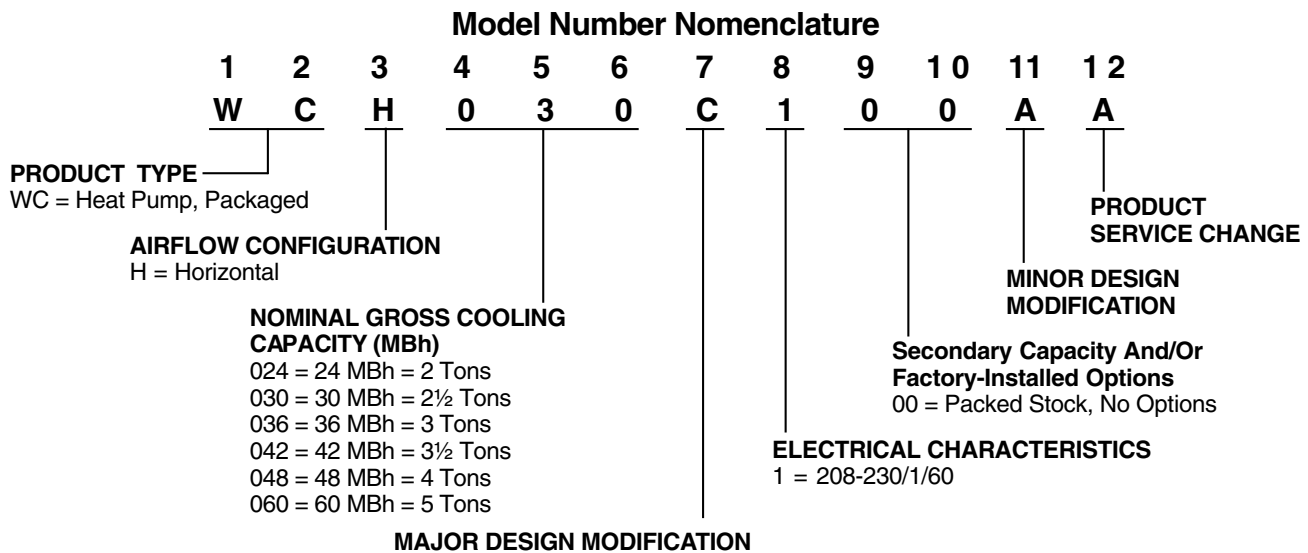 Model Number Nomenclature
1 2 3 4 5 6 7 8 9 1 0 11 1 2
W C H 0 3 0 C 1 0 0 A A
PRODUCT TYPE
WC = Heat Pump, Packaged
AIRFLOW CONFIGURATION
H = Horizontal
NOMINAL GROSS COOLING
CAPACITY (MBh)
024 = 24 MBh = 2 Tons
030 = 30 MBh = 2½ Tons
036 = 36 MBh = 3 Tons
042 = 42 MBh = 3½ Tons
048 = 48 MBh = 4 Tons
060 = 60 MBh = 5 Tons
MAJOR DESIGN MODIFICATION
ELECTRICAL CHARACTERISTICS
1 = 208-230/1/60
Secondary Capacity And/Or
Factory-Installed Options
00 = Packed Stock, No Options
MINOR DESIGN
MODIFICATION
PRODUCT
SERVICE CHANGE